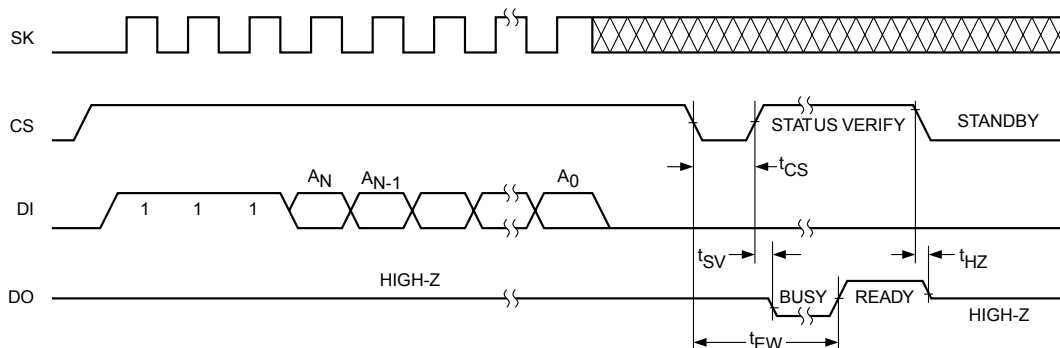 SK
CS
STATUS VERIFY
STANDBY
tCS
AN
AN-1
A0
DI
1 1 1
tSV
tHZ
HIGH-Z
DO
BUSY
READY
HIGH-Z
tEW